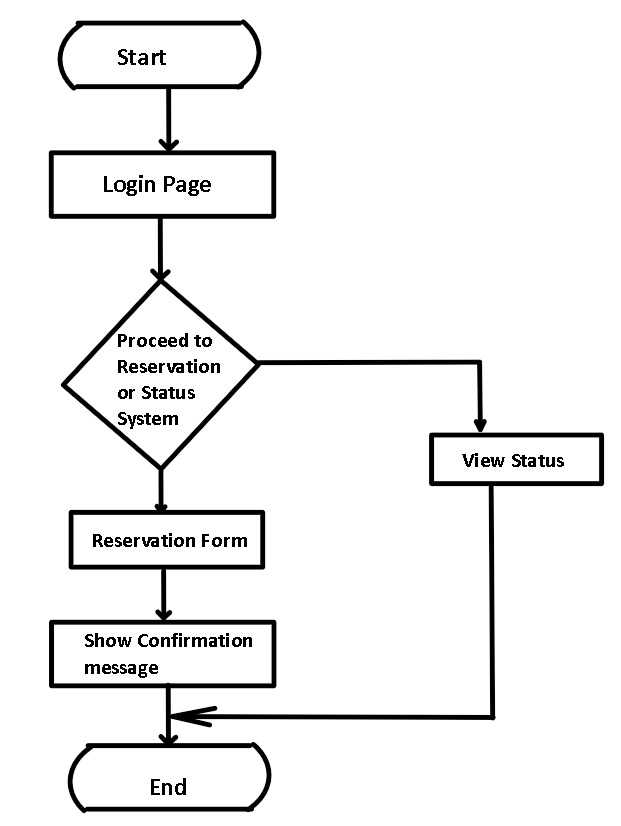 Start
Login Page
Proceed to
Reservation
or Status
System
View Status
Reservation Form
Show Confirmation
message
End